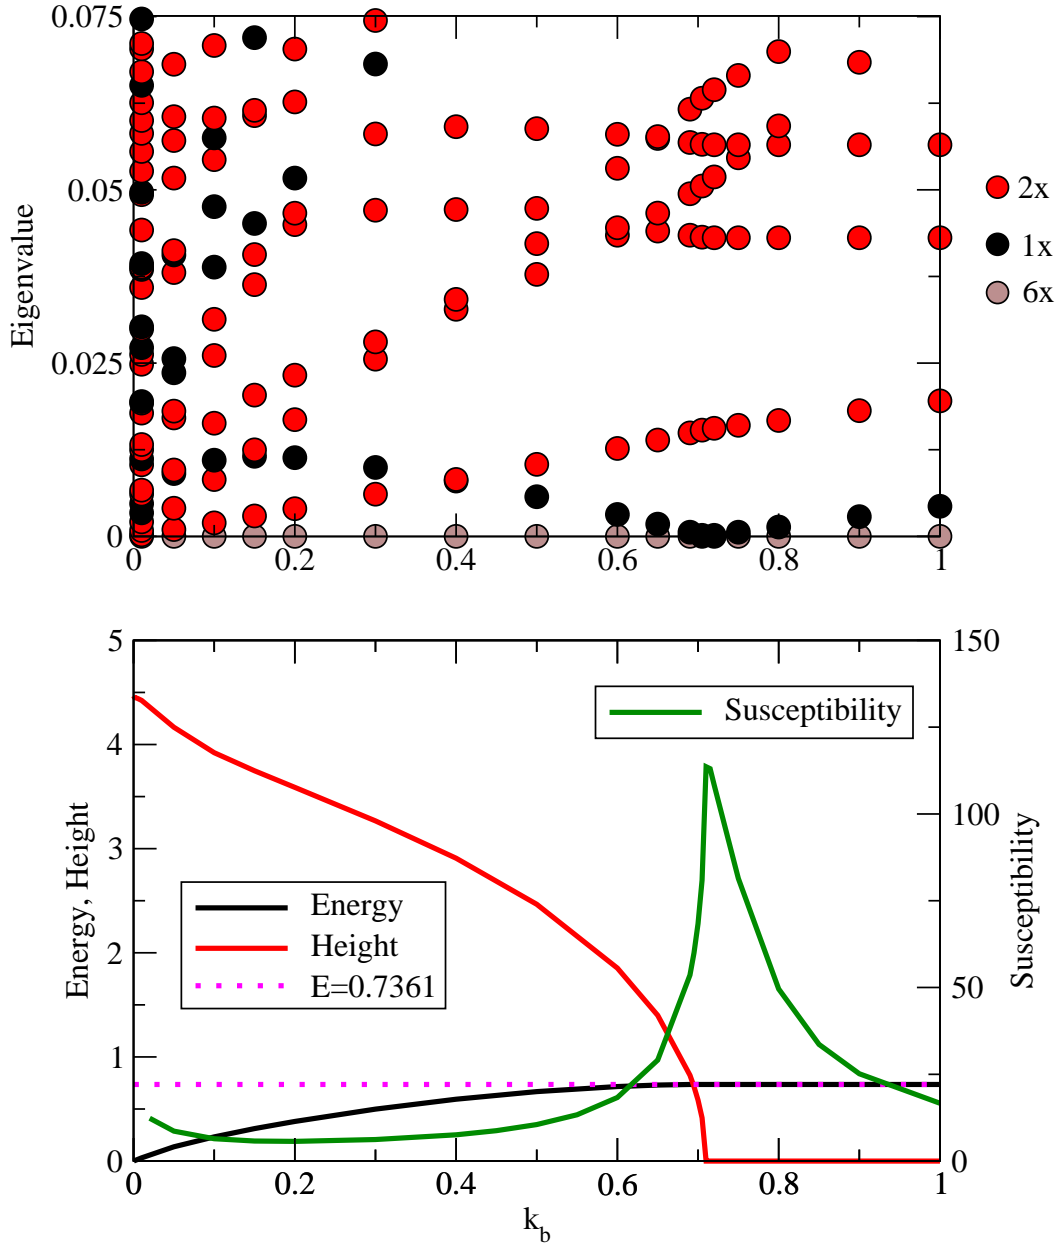 0.075
0.05
0.025
0
Eigenvalue
0 0.2 0.4 0.6 0.8 1
2x
1x
6x
5
4
3
2
1
0
Energy, Height
150
100
50
0
Susceptibility
Susceptibility
Energy
Height
E=0.7361
0 0.2 0.4 0.6 0.8 1
k_b